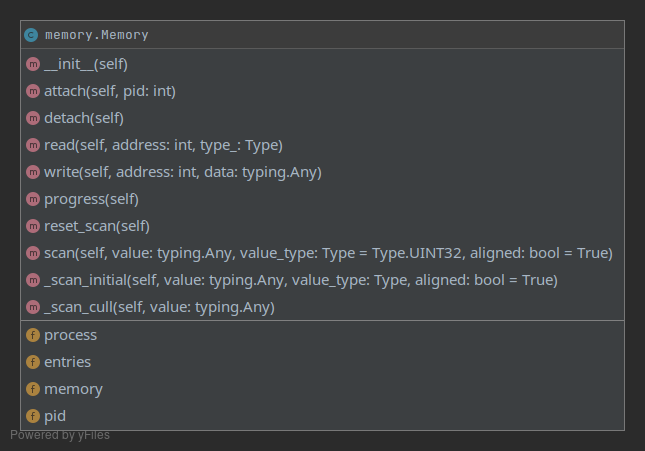 c memory.Memory
m __init__(self)
m attach(self, pid: int)
m detach(self)
m read(self, address: int, type_: Type)
m write(self, address: int, data: typing.Any)
m progress(self)
m reset_scan(self)
m scan(self, value: typing.Any, value_type: Type = Type.UINT32, aligned: bool = True)
m _scan_initial(self, value: typing.Any, value_type: Type, aligned: bool = True)
m _scan_cull(self, value: typing.Any)
f process
f entries
f memory
f pid
Powered by yFiles